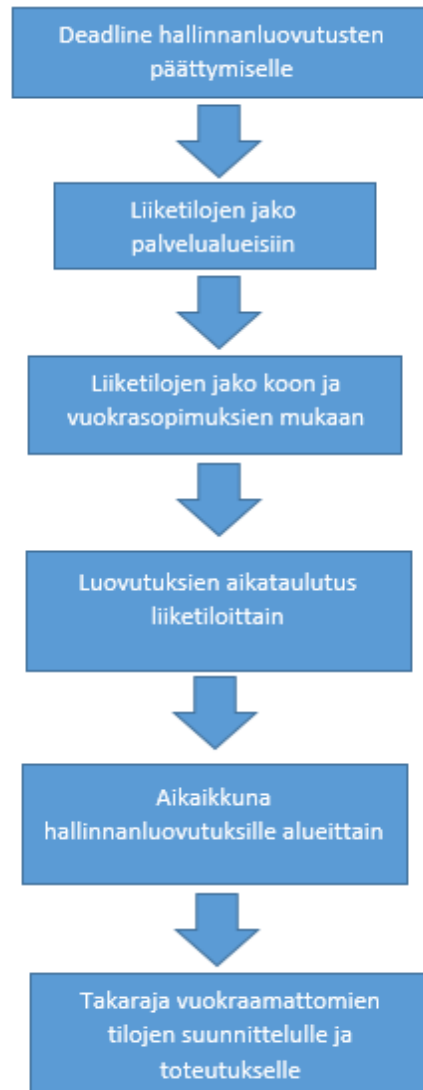 Deadline hallinnanluovutusten
päättymiselle
Liiketilojen jako
palvelualueisiin
Liiketilojen jako koon ja
vuokrasopimuksien mukaan
Luovutuksien aikataulutus
liiketiloittain
Aikaikkuna
hallinnanluovutuksille alueittain
Takaraja vuokraamattomien
tilojen suunnittelulle ja
toteutukselle